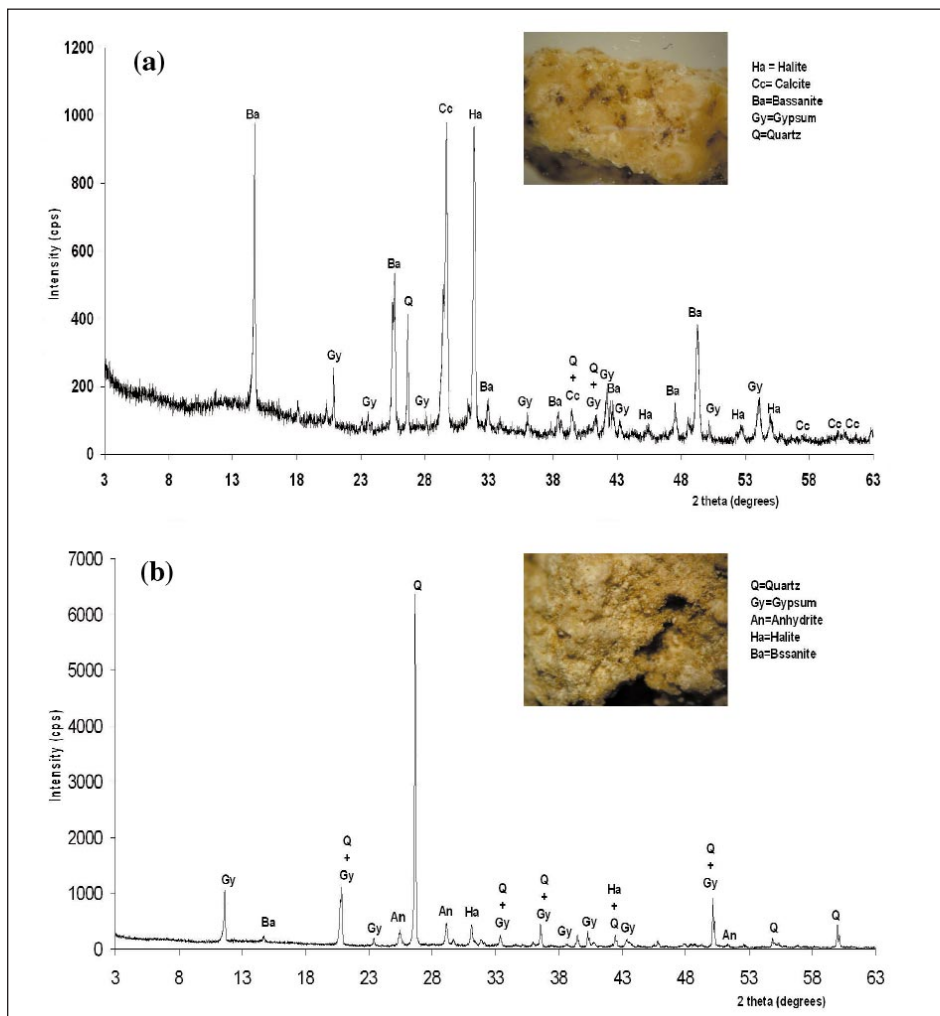 (a)
Intensity (cps)
1200
1000
800
600
400
200
0
Ba
Gy
Gy
Ba
Q
Gy
Cc
Ha
Ba
Gy
Ba
Q
+
Cc
Q
+
Gy
Gy
Ba
Gy
Ha
Ba
Ba
Gy
Ha
Gy
Ha
Cc
Cc
Cc
3 8 13 18 23 28 33 38 43 48 53 58 63
2 theta (degrees)
Ha = Halite
Cc= Calcite
Ba=Bassanite
Gy=Gypsum
Q=Quartz
(b)
Intensity (cps)
7000
6000
5000
4000
3000
2000
1000
0
Gy
Ba
Q
+
Gy
Gy
An
Q
An
Ha
Q
+
Gy
Q
+
Gy
Gy
Gy
Ha
+
Q
Gy
Q
+
Gy
An
Q
Q
3 8 13 18 23 28 33 38 43 48 53 58 63
2 theta (degrees)
Q=Quartz
Gy=Gypsum
An=Anhydrite
Ha=Halite
Ba=Bssanite